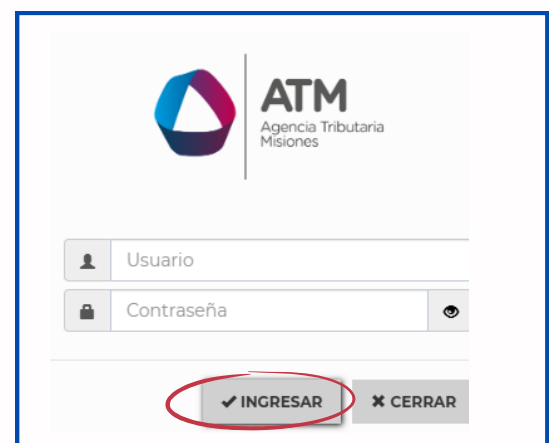 ATM
Agencia Tributaria
Misiones
Usuario
Contraseña
INGRESAR
CERRAR